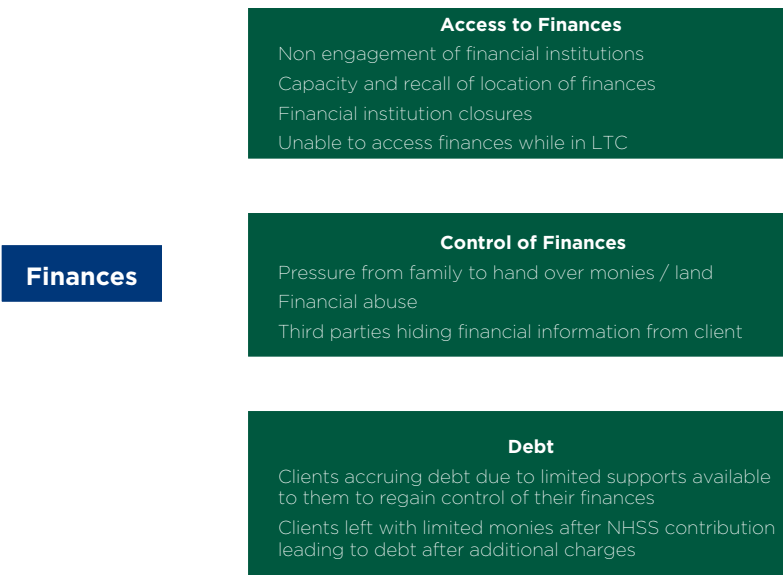 Access to Finances
Non engagement of financial institutions
Capacity and recall of location of finances
Financial institution closures
Unable to access finances while in LTC
Finances
Control of Finances
Pressure from family to hand over monies / land
Financial abuse
Third parties hiding financial information from client
Debt
Clients accruing debt due to limited supports available
to them to regain control of their finances
Clients left with limited monies after NHSS contribution
leading to debt after additional charges